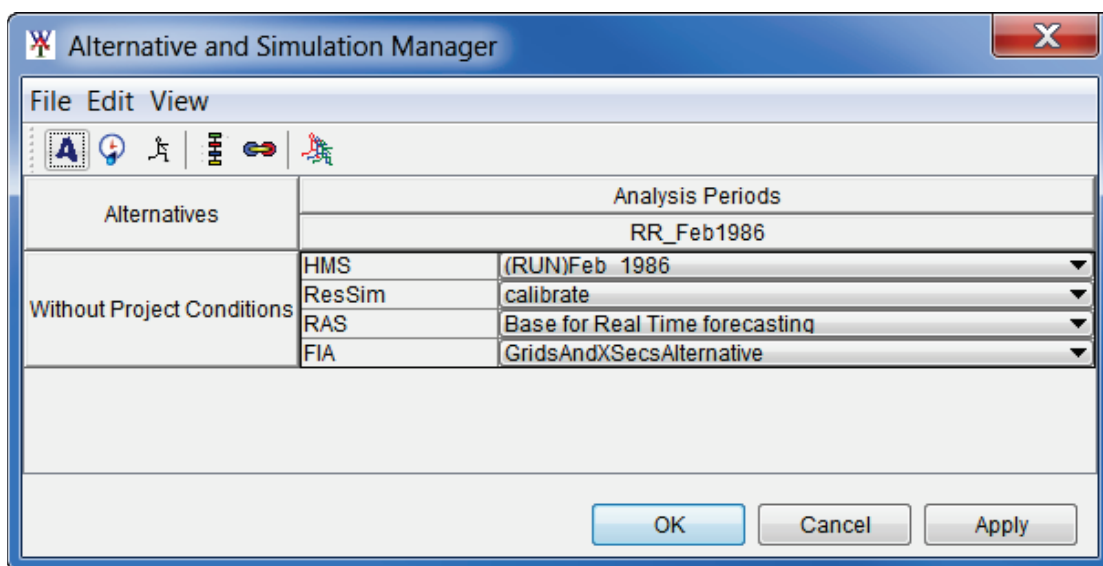 Alternative and Simulation Manager
File Edit View
Alternatives
Analysis Periods
RR_Feb1986
Without Project Conditions
HMS (RUN)Feb 1986
ResSim calibrate
RAS Base for Real Time forecasting
FIA GridsAndXSecsAlternative
OK Cancel Apply